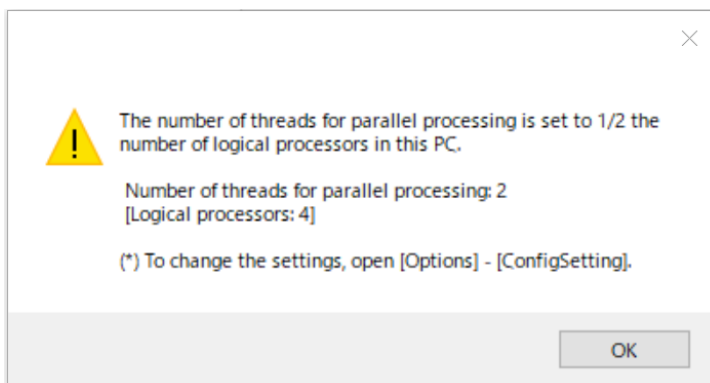 The number of threads for parallel processing is set to 1/2 the
number of logical processors in this PC.
Number of threads for parallel processing: 2
[Logical processors: 4]
(*) To change the settings, open [Options] - [ConfigSetting].
OK